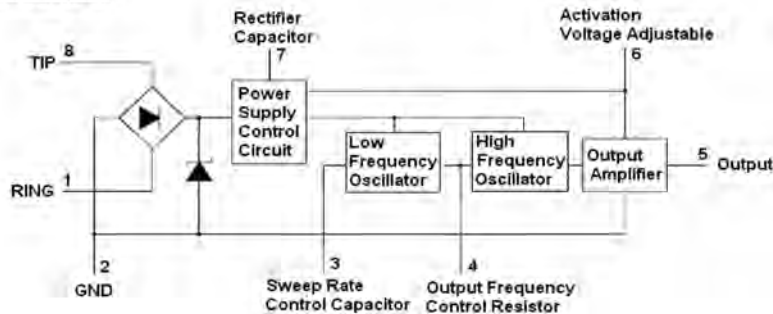 Rectifier
Capacitor
7
Activation
Voltage Adjustable
6
TIP
8
Power
Supply
Control
Circuit
Low
Frequency
Oscillator
High
Frequency
Oscillator
Output
Amplifier
5
Output
RING
1
2
GND
3
Sweep Rate
Control Capacitor
4
Output Frequency
Control Resistor